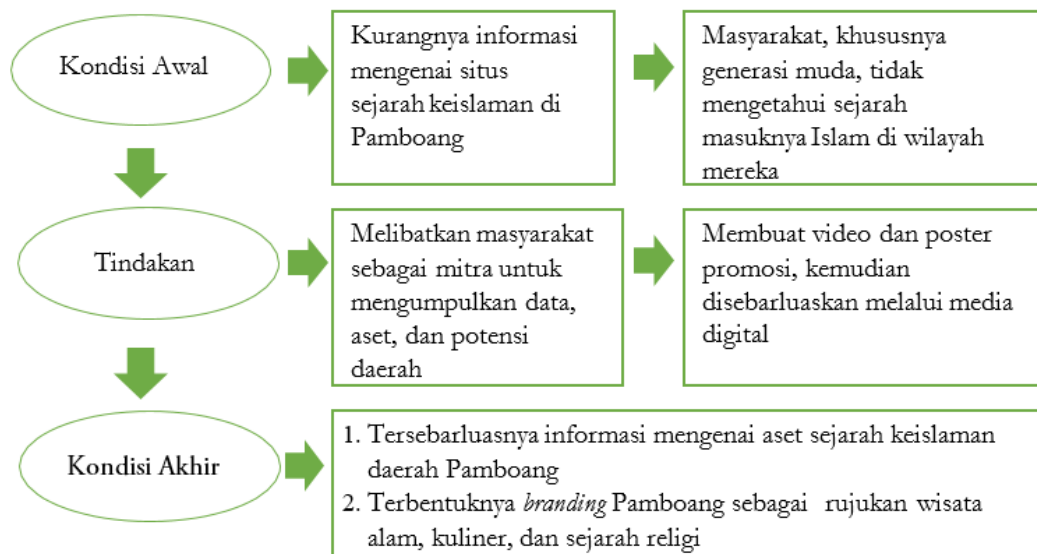 Kondisi Awal
Kurangnya informasi
mengenai situs
sejarah keislaman di
Pamboang
Masyarakat, khususnya
generasi muda, tidak
mengetahui sejarah
masuknya Islam di wilayah
mereka
Tindakan
Melibatkan masyarakat
sebagai mitra untuk
mengumpulkan data,
aset, dan potensi
daerah
Membuat video dan poster
promosi, kemudian
disebarluaskan melalui media
digital
Kondisi Akhir
1. Tersebarluasnya informasi mengenai aset sejarah keislaman
daerah Pamboang
2. Terbentuknya branding Pamboang sebagai rujukan wisata
alam, kuliner, dan sejarah religi